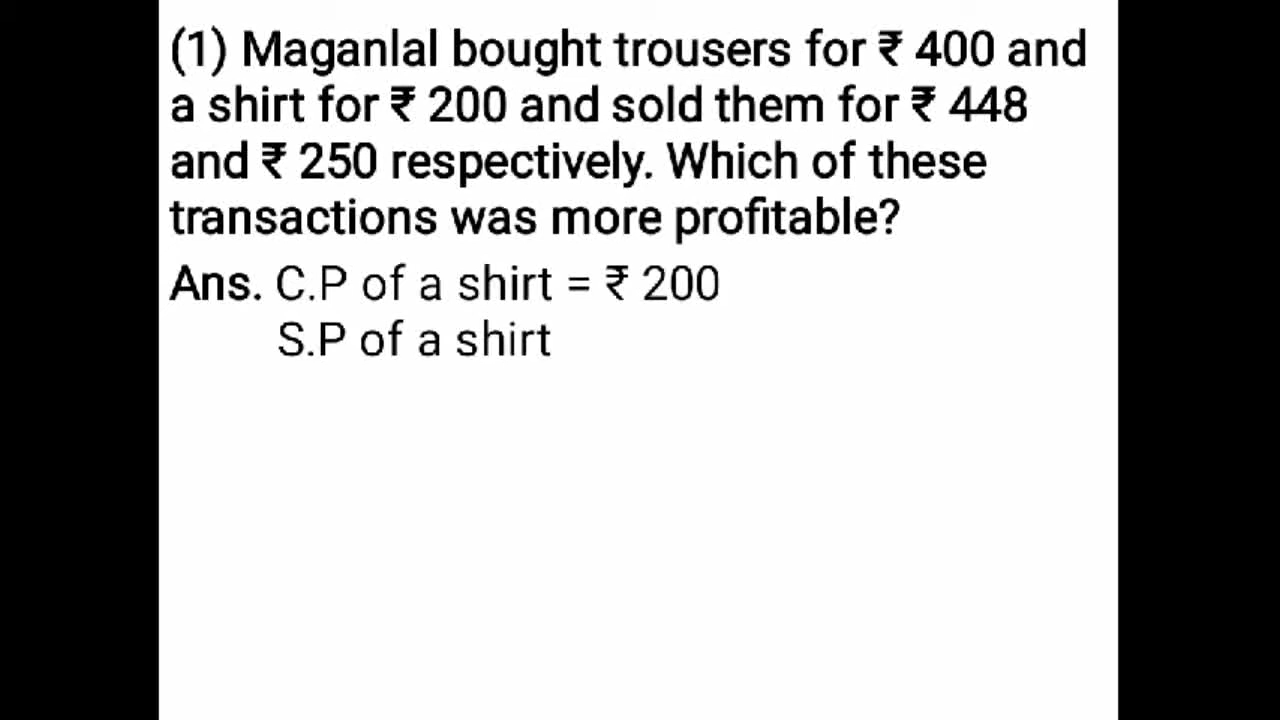 (1) Maganlal bought trousers for ₹ 400 and
a shirt for ₹ 200 and sold them for ₹ 448
and ₹ 250 respectively. Which of these
transactions was more profitable?
Ans. C.P of a shirt = ₹ 200
S.P of a shirt